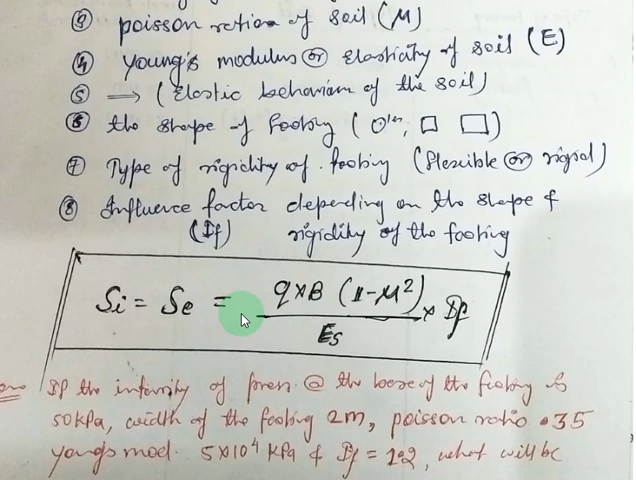 ③ poisson ration of soil (μ)
④ young's modulus or Elasticity of soil (E)
⑤ ⟹ (Elastic behaviour of the soil)
⑥ the shape of footing ( O'ler, □ ▭ )
⑦ Type of rigidity of footing (flexible or rigid)
⑧ Influence factor depending on the shape &
(If) rigidity of the footing
Si = Se = q×B (1-μ²) / Es × If
If the intensity of press. @ the base of the footing is
50kPa, width of the footing 2m, poisson ratio .35
young's mod. 5×10⁴ kPa & If = 1.2, what will be